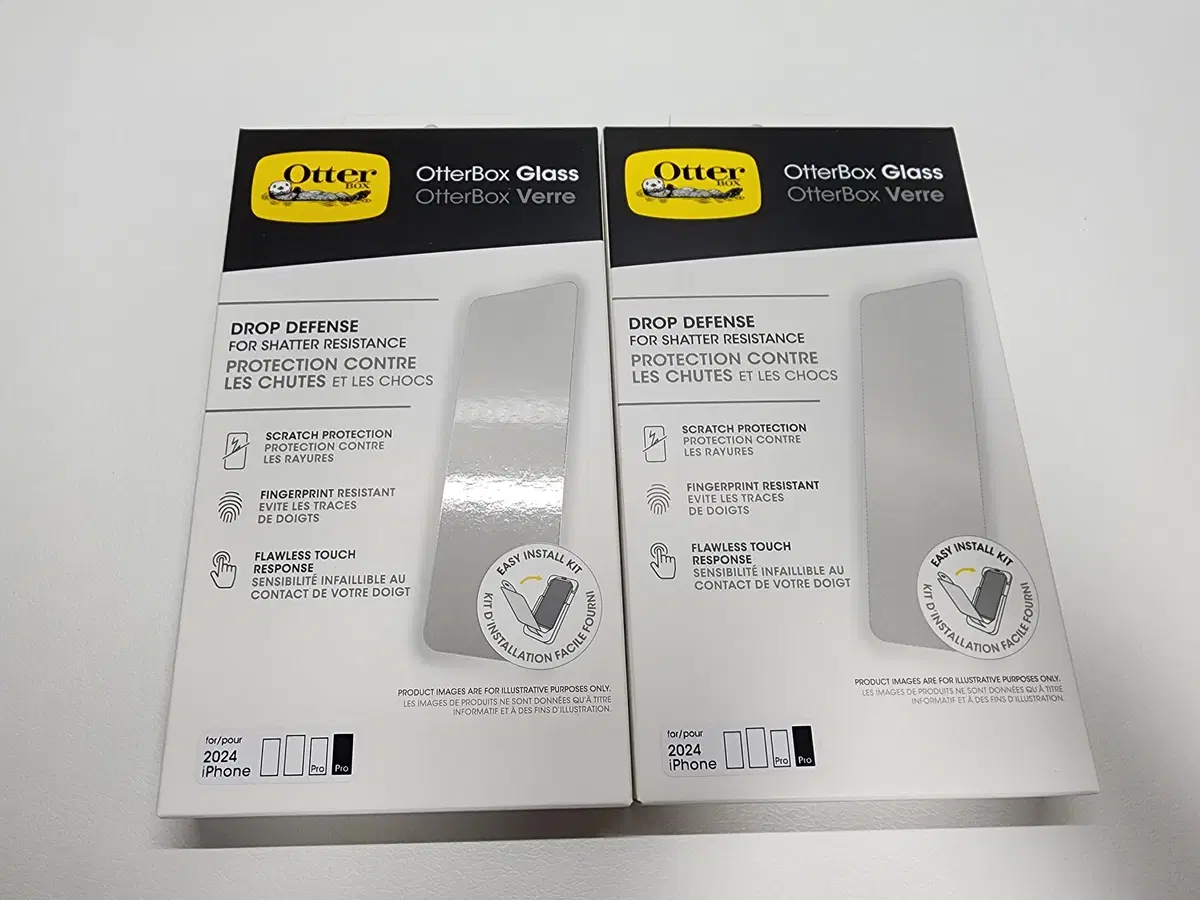 Otter
BOX
OtterBox Glass
OtterBox Verre
DROP DEFENSE
FOR SHATTER RESISTANCE
PROTECTION CONTRE
LES CHUTES ET LES CHOCS
SCRATCH PROTECTION
PROTECTION CONTRE
LES RAYURES
FINGERPRINT RESISTANT
EVITE LES TRACES
DE DOIGTS
FLAWLESS TOUCH
RESPONSE
SENSIBILITÉ INFAILLIBLE AU
CONTACT DE VOTRE DOIGT
EASY INSTALL KIT
KIT D'INSTALLATION FACILE FOURNI
PRODUCT IMAGES ARE FOR ILLUSTRATIVE PURPOSES ONLY.
LES IMAGES DE PRODUITS NE SONT DONNÉES QU'À TITRE
INFORMATIF ET À DES FINS D'ILLUSTRATION.
for/pour
2024
iPhone
Pro
Pro
Otter
BOX
OtterBox Glass
OtterBox Verre
DROP DEFENSE
FOR SHATTER RESISTANCE
PROTECTION CONTRE
LES CHUTES ET LES CHOCS
SCRATCH PROTECTION
PROTECTION CONTRE
LES RAYURES
FINGERPRINT RESISTANT
EVITE LES TRACES
DE DOIGTS
FLAWLESS TOUCH
RESPONSE
SENSIBILITÉ INFAILLIBLE AU
CONTACT DE VOTRE DOIGT
EASY INSTALL KIT
KIT D'INSTALLATION FACILE FOURNI
PRODUCT IMAGES ARE FOR ILLUSTRATIVE PURPOSES ONLY.
LES IMAGES DE PRODUITS NE SONT DONNÉES QU'À TITRE
INFORMATIF ET À DES FINS D'ILLUSTRATION.
for/pour
2024
iPhone
Pro
Pro